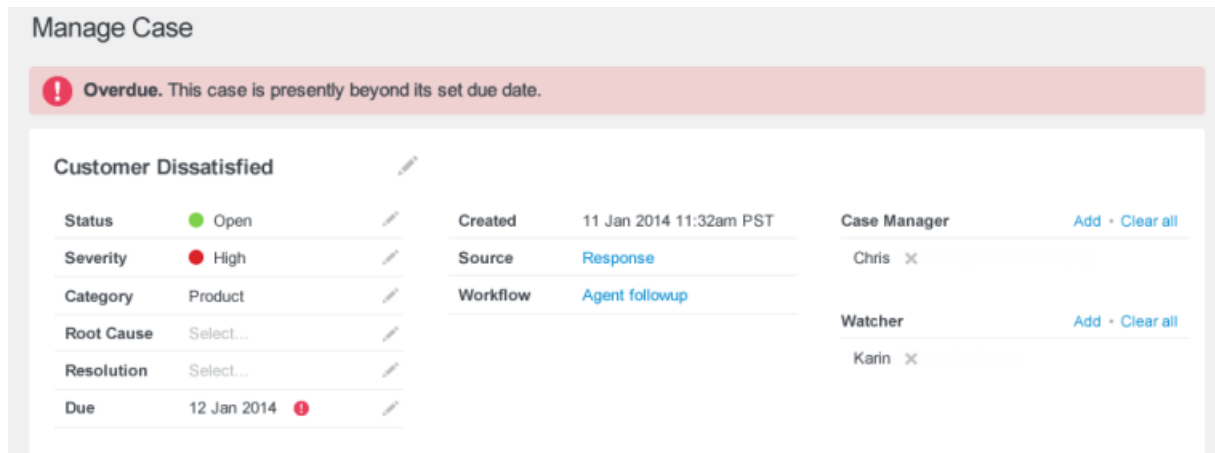 Manage Case
Overdue. This case is presently beyond its set due date.
Customer Dissatisfied
Status Open
Severity High
Category Product
Root Cause Select...
Resolution Select...
Due 12 Jan 2014
Created 11 Jan 2014 11:32am PST
Source Response
Workflow Agent followup
Case Manager Add • Clear all
Chris
Watcher Add • Clear all
Karin